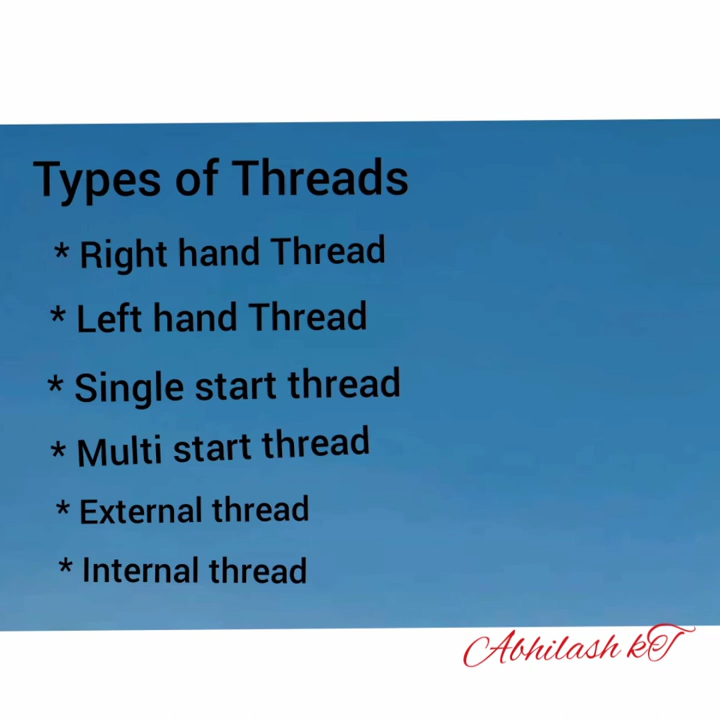 Types of Threads
* Right hand Thread
* Left hand Thread
* Single start thread
* Multi start thread
* External thread
* Internal thread
Abhilash kT